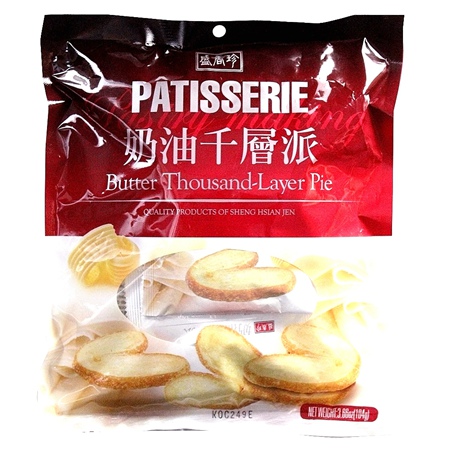 盛香珍
PATISSERIE
奶油千層派
Butter Thousand-Layer Pie
QUALITY PRODUCTS OF SHENG HSIAN JEN
KOC249E
NET WEIGHT:3.66oz(104g)